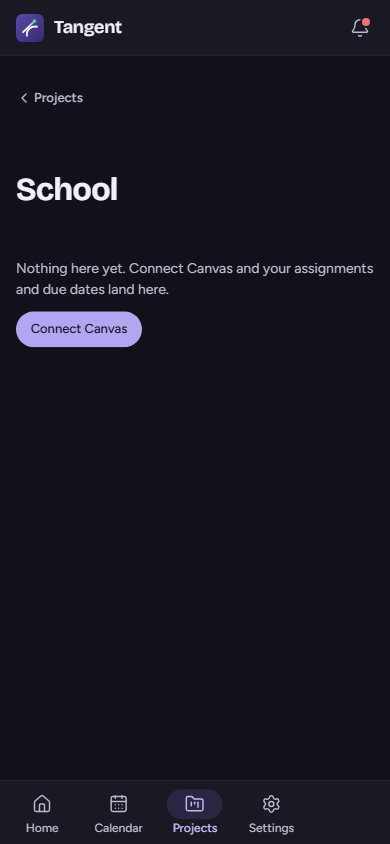 Tangent
Projects
School
Nothing here yet. Connect Canvas and your assignments
and due dates land here.
Connect Canvas
Home
Calendar
Projects
Settings